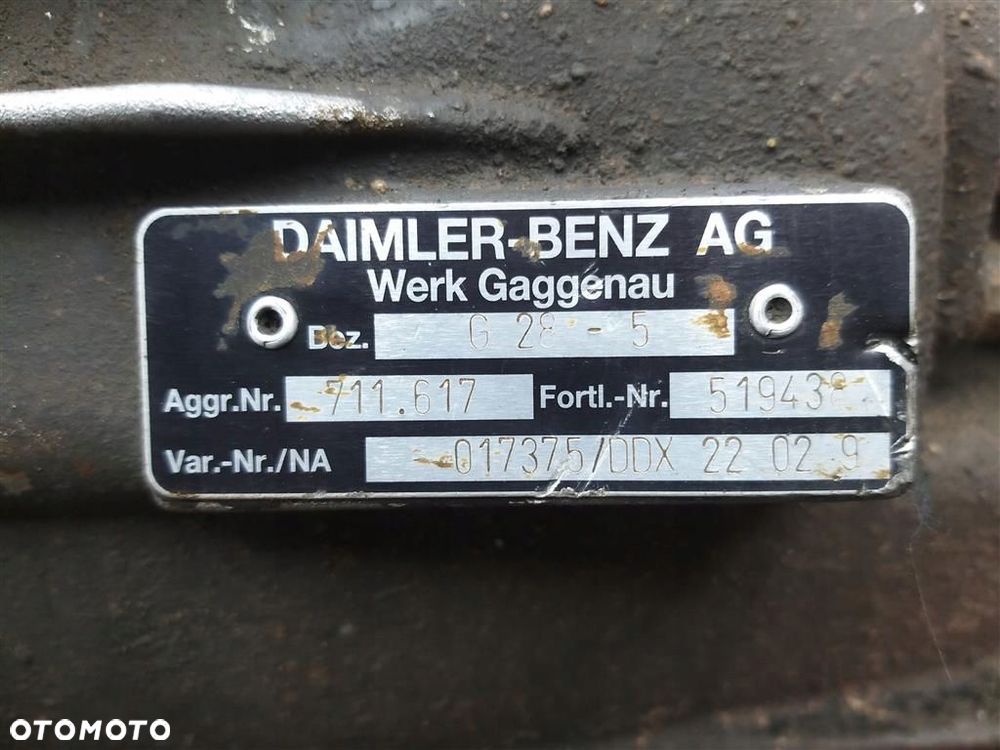 DAIMLER-BENZ AG
Werk Gaggenau
Bez. G 28 - 5
Aggr.Nr. 711.617 Fortl.-Nr. 519438
Var.-Nr./NA 017375/DDX 22 02 9
OTOMOTO